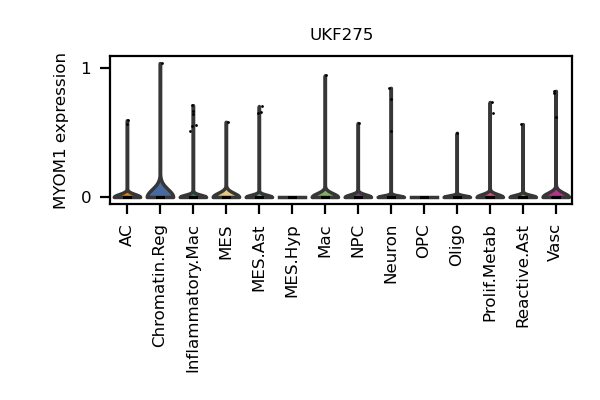 UKF275
MYOM1 expression
1
0
AC
Chromatin.Reg
Inflammatory.Mac
MES
MES.Ast
MES.Hyp
Mac
NPC
Neuron
OPC
Oligo
Prolif.Metab
Reactive.Ast
Vasc